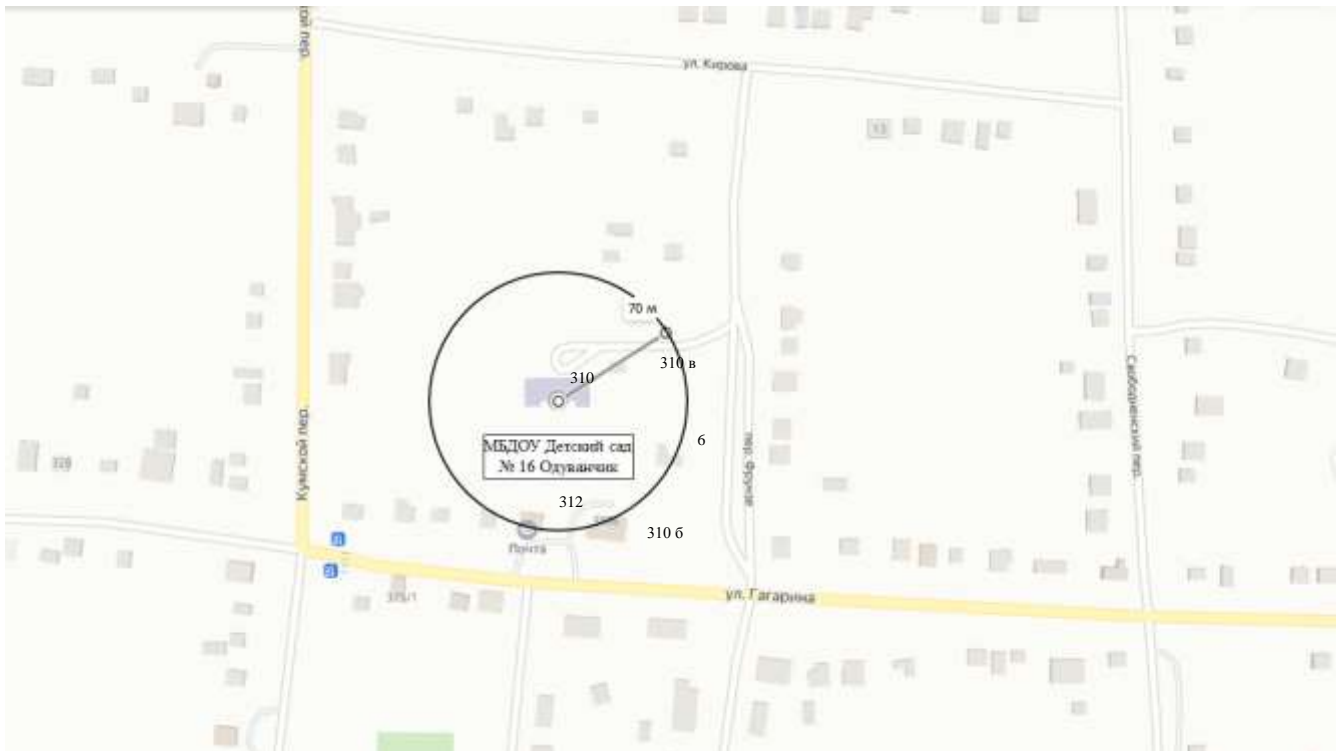 ул. Кирова
13
70 м
310 в
310
Свободненский пер.
Кумской пер.
6
МБДОУ Детский сад
№ 16 Одуванчик
пер. Фрунзе
312
310 б
Почта
ул. Гагарина